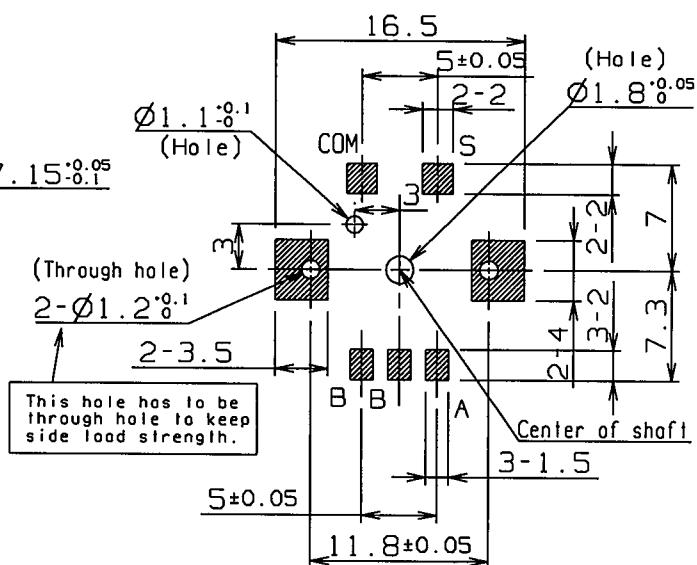 16.5
5±0.05
(Hole)
Ø1.8 +0.05 0
2-2
Ø1.1 +0.1 -0
(Hole)
COM
S
7.15 +0.05 -0.1
3
3
2-2
7
(Through hole)
2-Ø1.2 +0.1 0
2-3.5
2-4
3-2
7.3
This hole has to be
through hole to keep
side load strength.
B
B
A
Center of shaft
3-1.5
5±0.05
11.8±0.05